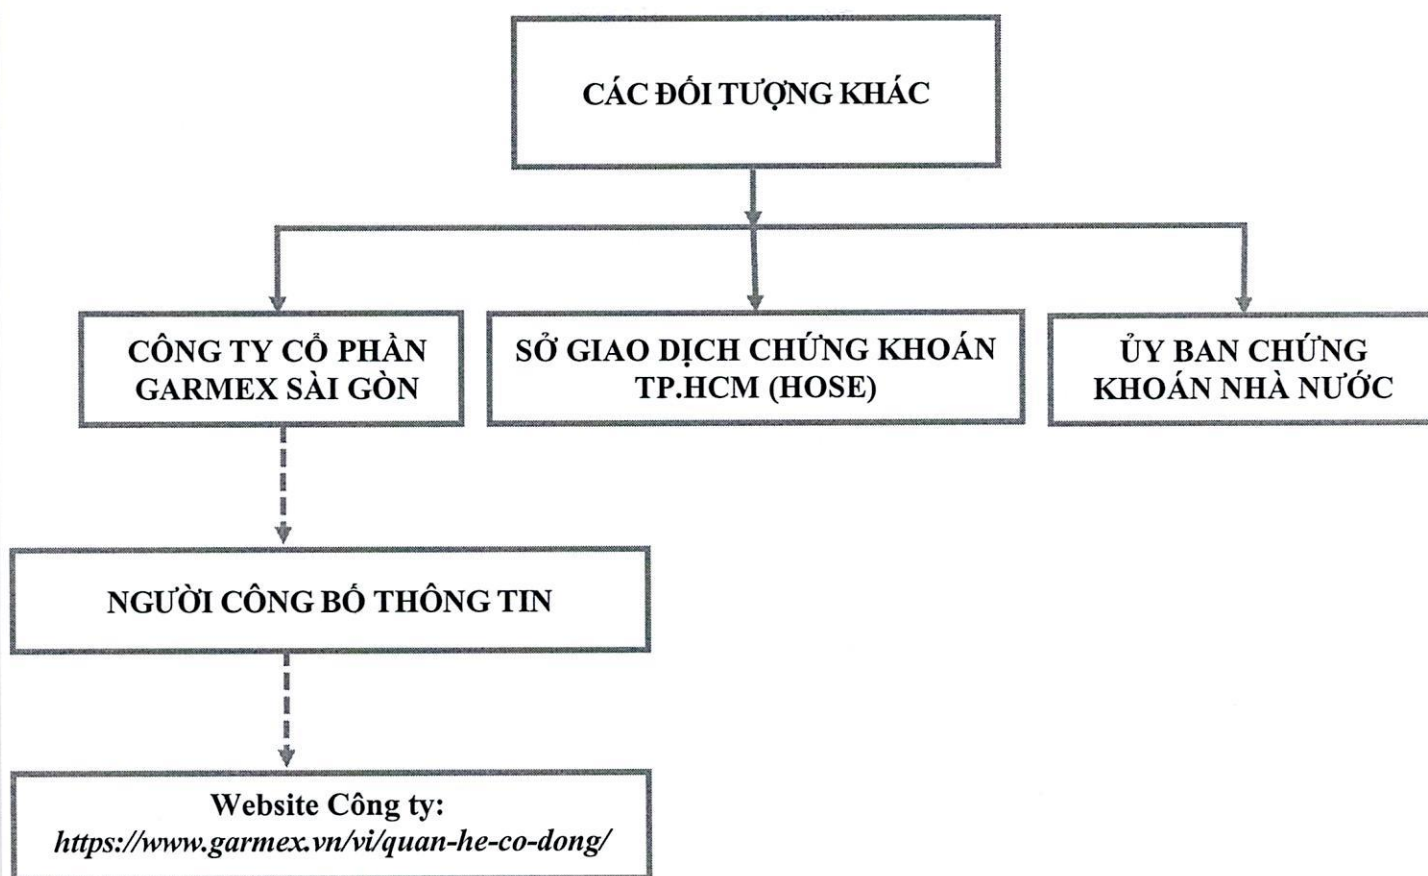 CÁC ĐỐI TƯỢNG KHÁC
CÔNG TY CỔ PHẦN
GARMEX SÀI GÒN
SỞ GIAO DỊCH CHỨNG KHOÁN
TP.HCM (HOSE)
ỦY BAN CHỨNG
KHOÁN NHÀ NƯỚC
NGƯỜI CÔNG BỐ THÔNG TIN
Website Công ty:
https://www.garmex.vn/vi/quan-he-co-dong/